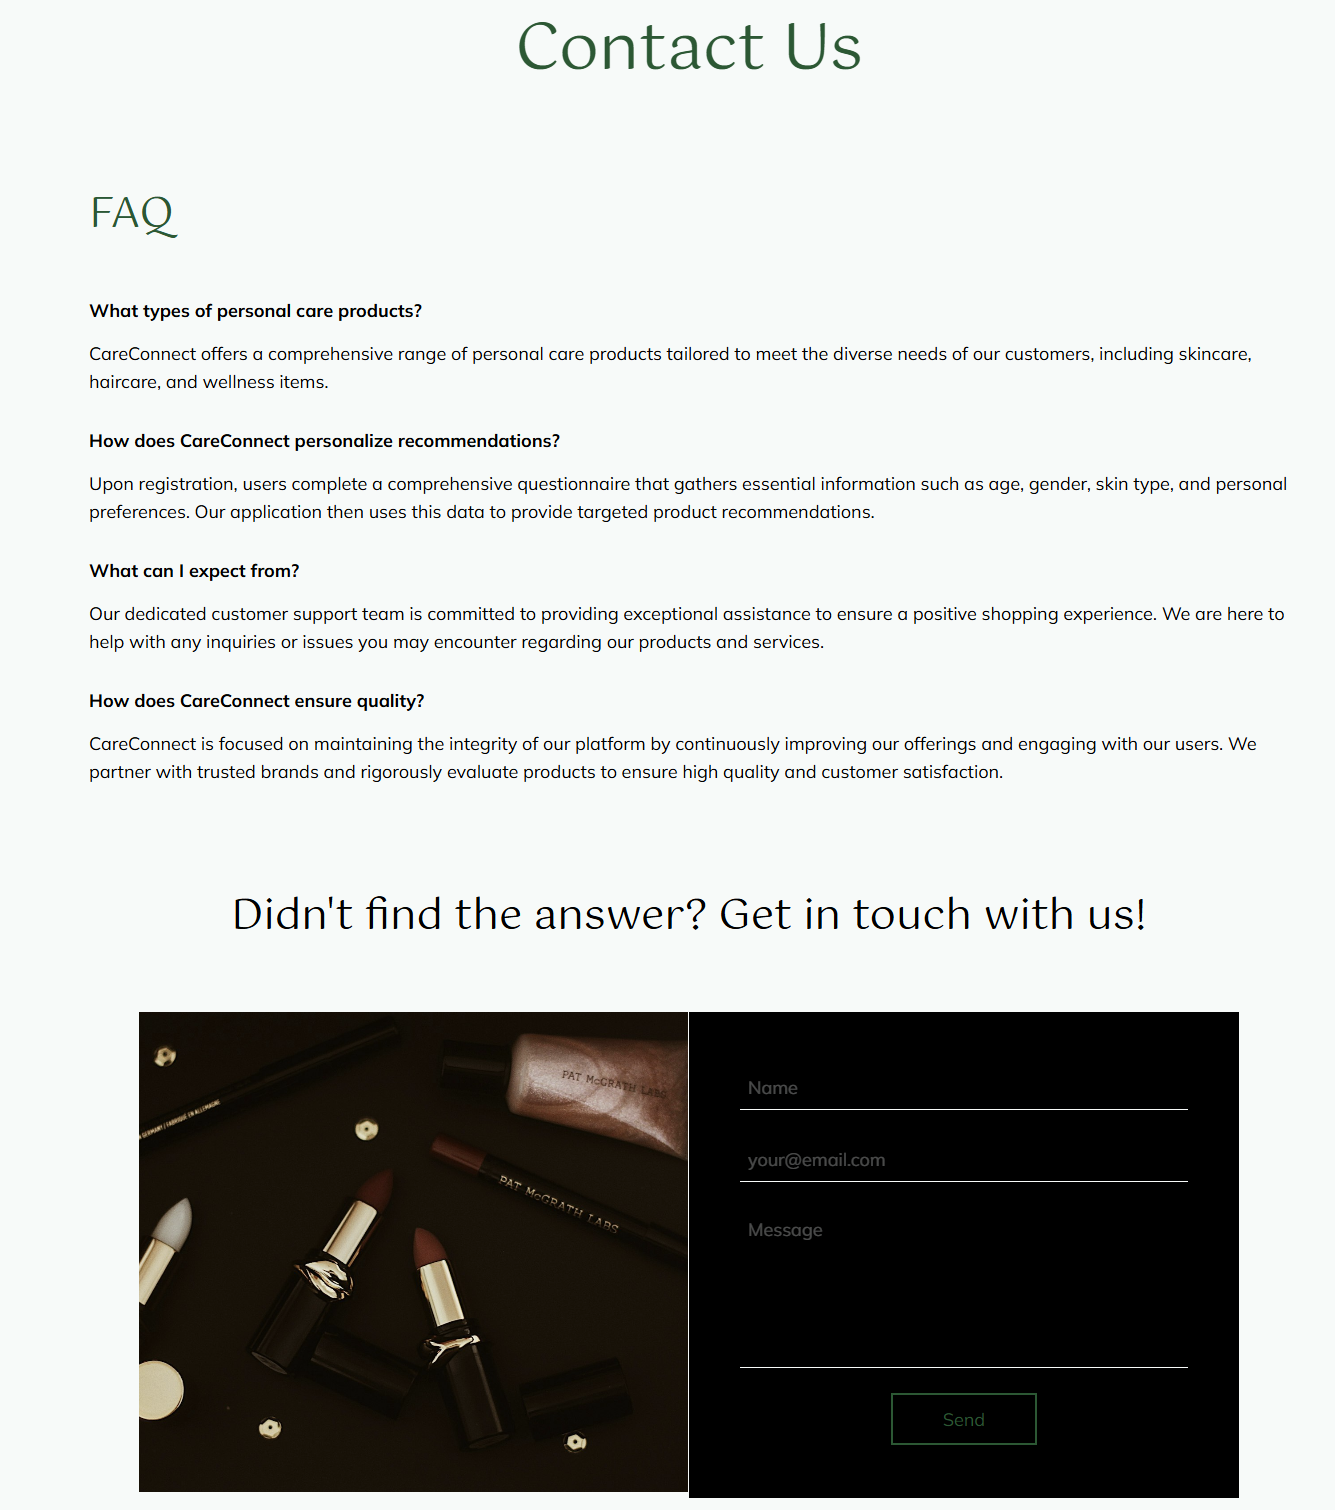 Contact Us
FAQ
What types of personal care products?
CareConnect offers a comprehensive range of personal care products tailored to meet the diverse needs of our customers, including skincare,
haircare, and wellness items.
How does CareConnect personalize recommendations?
Upon registration, users complete a comprehensive questionnaire that gathers essential information such as age, gender, skin type, and personal
preferences. Our application then uses this data to provide targeted product recommendations.
What can I expect from?
Our dedicated customer support team is committed to providing exceptional assistance to ensure a positive shopping experience. We are here to
help with any inquiries or issues you may encounter regarding our products and services.
How does CareConnect ensure quality?
CareConnect is focused on maintaining the integrity of our platform by continuously improving our offerings and engaging with our users. We
partner with trusted brands and rigorously evaluate products to ensure high quality and customer satisfaction.
Didn't find the answer? Get in touch with us!
PAT McGRATH LABS
GERMANY / FABRIQUÉ EN ALLEMAGNE
PAT McGRATH LABS
Name
your@email.com
Message
Send